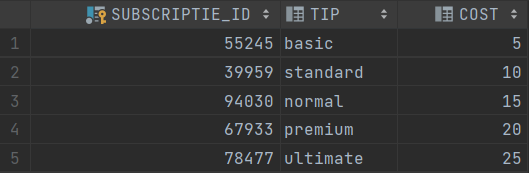 SUBSCRIPTIE_ID TIP COST
1 55245 basic 5
2 39959 standard 10
3 94030 normal 15
4 67933 premium 20
5 78477 ultimate 25